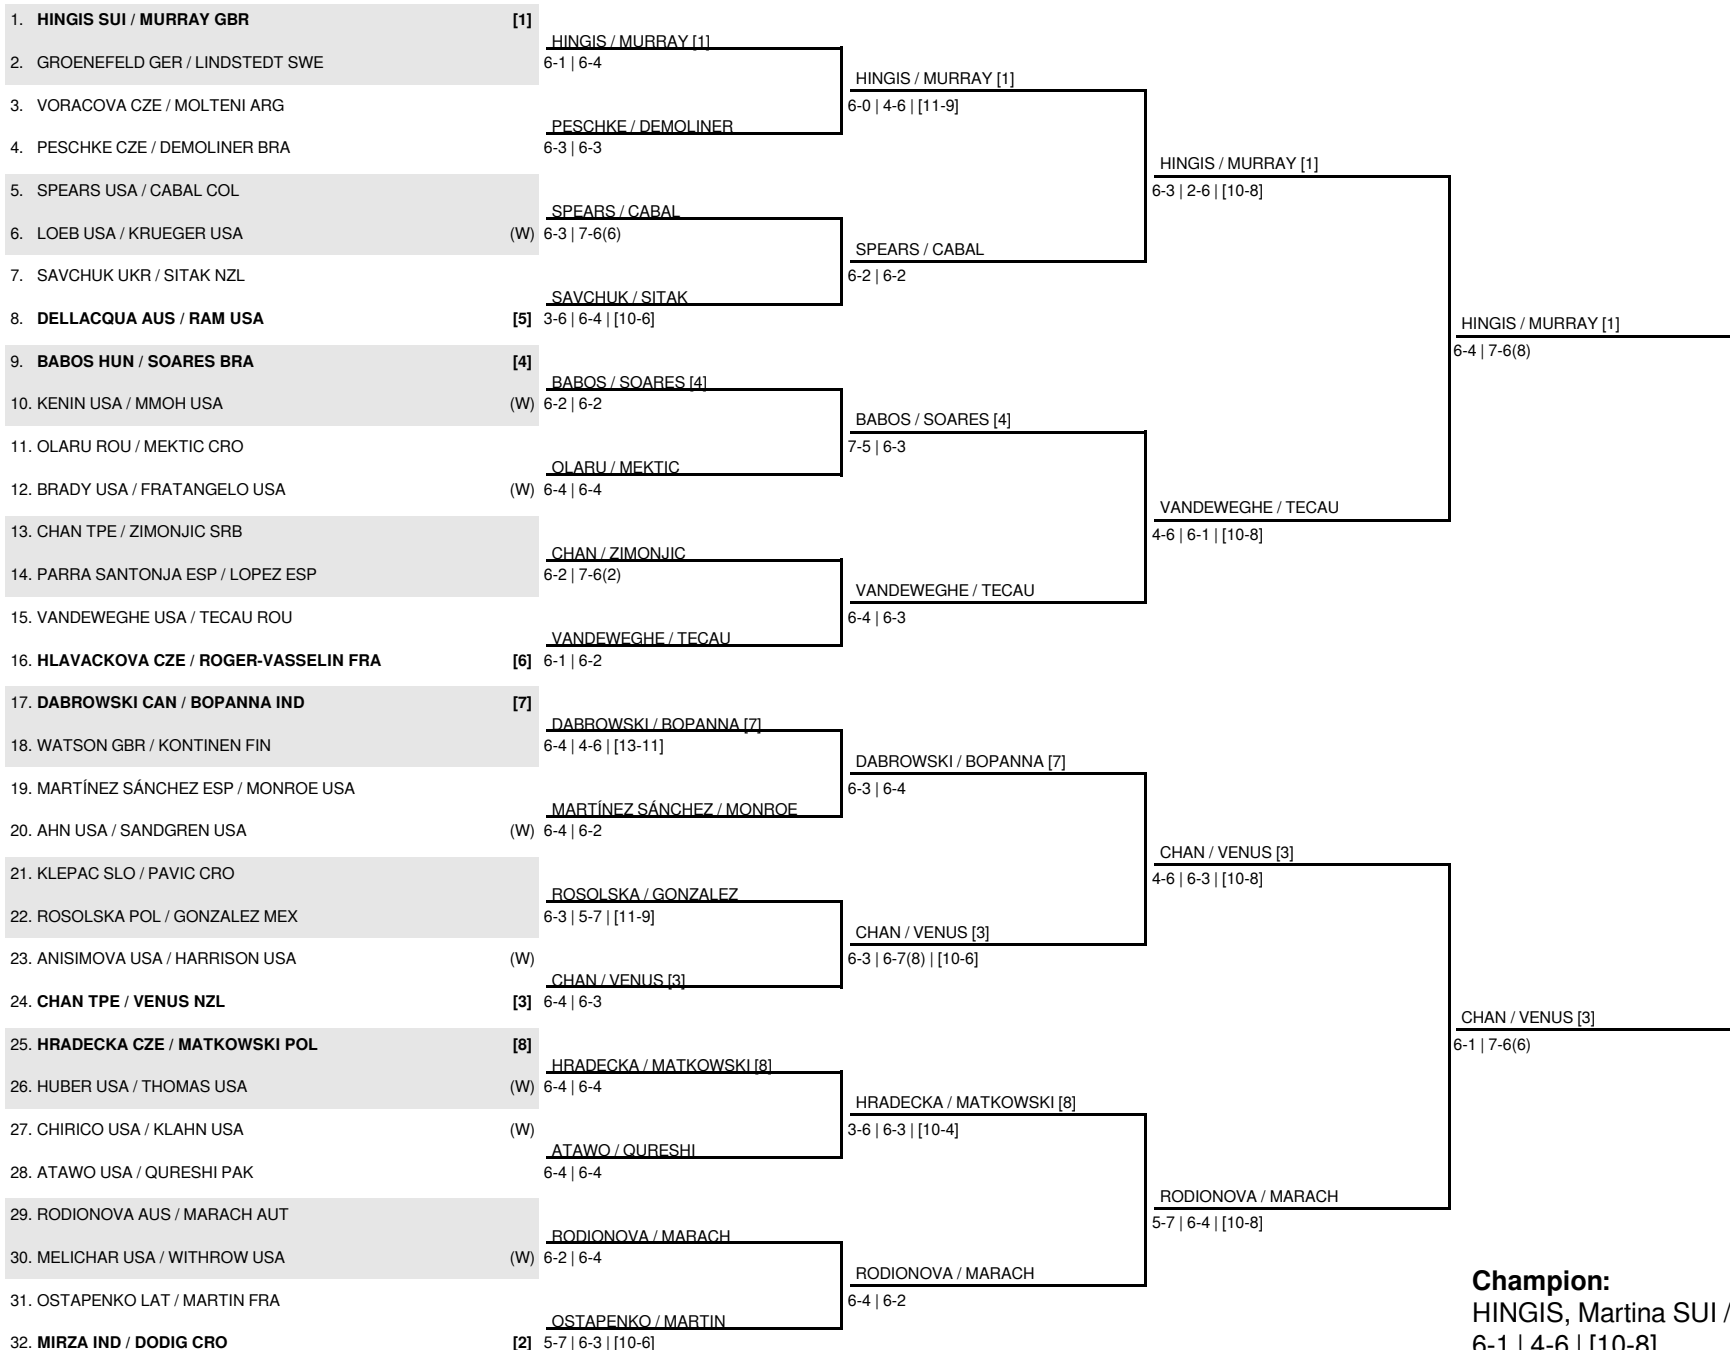 1. HINGIS SUI / MURRAY GBR [1]
2. GROENEFELD GER / LINDSTEDT SWE
3. VORACOVA CZE / MOLTENI ARG
4. PESCHKE CZE / DEMOLINER BRA
5. SPEARS USA / CABAL COL
6. LOEB USA / KRUEGER USA (W)
7. SAVCHUK UKR / SITAK NZL
8. DELLACQUA AUS / RAM USA [5]
9. BABOS HUN / SOARES BRA [4]
10. KENIN USA / MMOH USA (W)
11. OLARU ROU / MEKTIC CRO
12. BRADY USA / FRATANGELO USA (W)
13. CHAN TPE / ZIMONJIC SRB
14. PARRA SANTONJA ESP / LOPEZ ESP
15. VANDEWEGHE USA / TECAU ROU
16. HLAVACKOVA CZE / ROGER-VASSELIN FRA [6]
17. DABROWSKI CAN / BOPANNA IND [7]
18. WATSON GBR / KONTINEN FIN
19. MARTÍNEZ SÁNCHEZ ESP / MONROE USA
20. AHN USA / SANDGREN USA (W)
21. KLEPAC SLO / PAVIC CRO
22. ROSOLSKA POL / GONZALEZ MEX
23. ANISIMOVA USA / HARRISON USA (W)
24. CHAN TPE / VENUS NZL [3]
25. HRADECKA CZE / MATKOWSKI POL [8]
26. HUBER USA / THOMAS USA (W)
27. CHIRICO USA / KLAHN USA (W)
28. ATAWO USA / QURESHI PAK
29. RODIONOVA AUS / MARACH AUT
30. MELICHAR USA / WITHROW USA (W)
31. OSTAPENKO LAT / MARTIN FRA
32. MIRZA IND / DODIG CRO [2]
HINGIS / MURRAY [1]
6-1 | 6-4
PESCHKE / DEMOLINER
6-3 | 6-3
SPEARS / CABAL
6-3 | 7-6(6)
SAVCHUK / SITAK
3-6 | 6-4 | [10-6]
BABOS / SOARES [4]
6-2 | 6-2
OLARU / MEKTIC
6-4 | 6-4
CHAN / ZIMONJIC
6-2 | 7-6(2)
VANDEWEGHE / TECAU
6-1 | 6-2
DABROWSKI / BOPANNA [7]
6-4 | 4-6 | [13-11]
MARTÍNEZ SÁNCHEZ / MONROE
6-4 | 6-2
ROSOLSKA / GONZALEZ
6-3 | 5-7 | [11-9]
CHAN / VENUS [3]
6-4 | 6-3
HRADECKA / MATKOWSKI [8]
6-4 | 6-4
ATAWO / QURESHI
6-4 | 6-4
RODIONOVA / MARACH
6-2 | 6-4
OSTAPENKO / MARTIN
5-7 | 6-3 | [10-6]
HINGIS / MURRAY [1]
6-0 | 4-6 | [11-9]
SPEARS / CABAL
6-2 | 6-2
BABOS / SOARES [4]
7-5 | 6-3
VANDEWEGHE / TECAU
6-4 | 6-3
DABROWSKI / BOPANNA [7]
6-3 | 6-4
CHAN / VENUS [3]
6-3 | 6-7(8) | [10-6]
HRADECKA / MATKOWSKI [8]
3-6 | 6-3 | [10-4]
RODIONOVA / MARACH
6-4 | 6-2
HINGIS / MURRAY [1]
6-3 | 2-6 | [10-8]
VANDEWEGHE / TECAU
4-6 | 6-1 | [10-8]
CHAN / VENUS [3]
4-6 | 6-3 | [10-8]
RODIONOVA / MARACH
5-7 | 6-4 | [10-8]
HINGIS / MURRAY [1]
6-4 | 7-6(8)
CHAN / VENUS [3]
6-1 | 7-6(6)
Champion:
HINGIS, Martina SUI /
6-1 | 4-6 | [10-8]